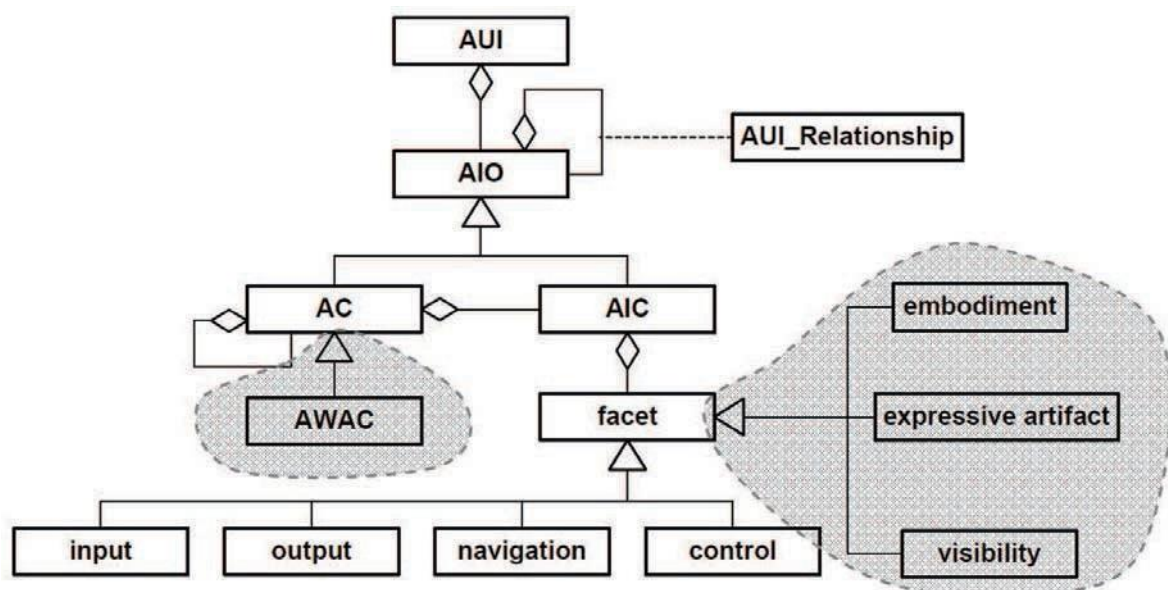 AUI
AUI_Relationship
AIO
AC
AIC
embodiment
AWAC
facet
expressive artifact
input
output
navigation
control
visibility